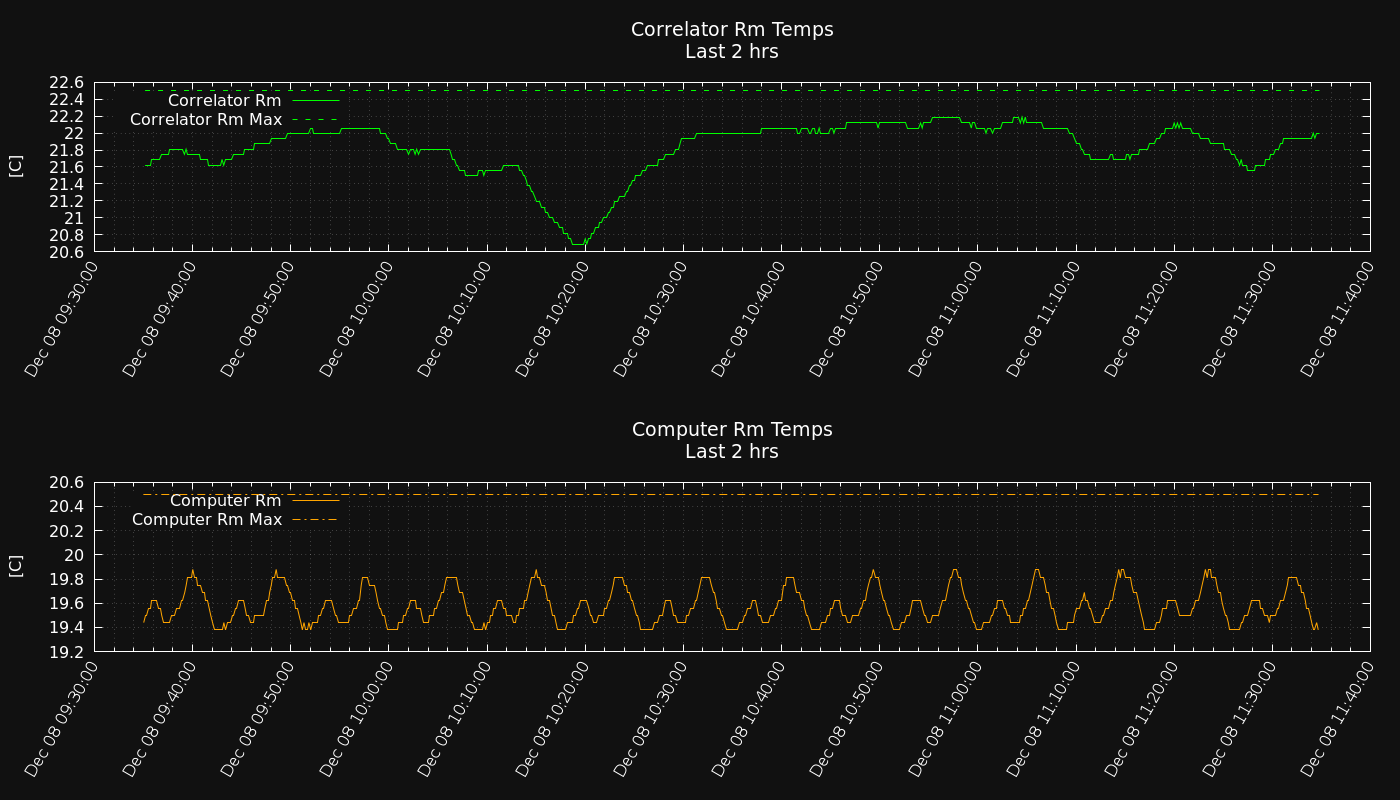 Correlator Rm Temps
Last 2 hrs
22.6
22.4
22.2
22
21.8
21.6
21.4
21.2
21
20.8
20.6
[C]
Correlator Rm
Correlator Rm Max
Dec 08 09:30:00
Dec 08 09:40:00
Dec 08 09:50:00
Dec 08 10:00:00
Dec 08 10:10:00
Dec 08 10:20:00
Dec 08 10:30:00
Dec 08 10:40:00
Dec 08 10:50:00
Dec 08 11:00:00
Dec 08 11:10:00
Dec 08 11:20:00
Dec 08 11:30:00
Dec 08 11:40:00
Computer Rm Temps
Last 2 hrs
20.6
20.4
20.2
20
19.8
19.6
19.4
19.2
[C]
Computer Rm
Computer Rm Max
Dec 08 09:30:00
Dec 08 09:40:00
Dec 08 09:50:00
Dec 08 10:00:00
Dec 08 10:10:00
Dec 08 10:20:00
Dec 08 10:30:00
Dec 08 10:40:00
Dec 08 10:50:00
Dec 08 11:00:00
Dec 08 11:10:00
Dec 08 11:20:00
Dec 08 11:30:00
Dec 08 11:40:00